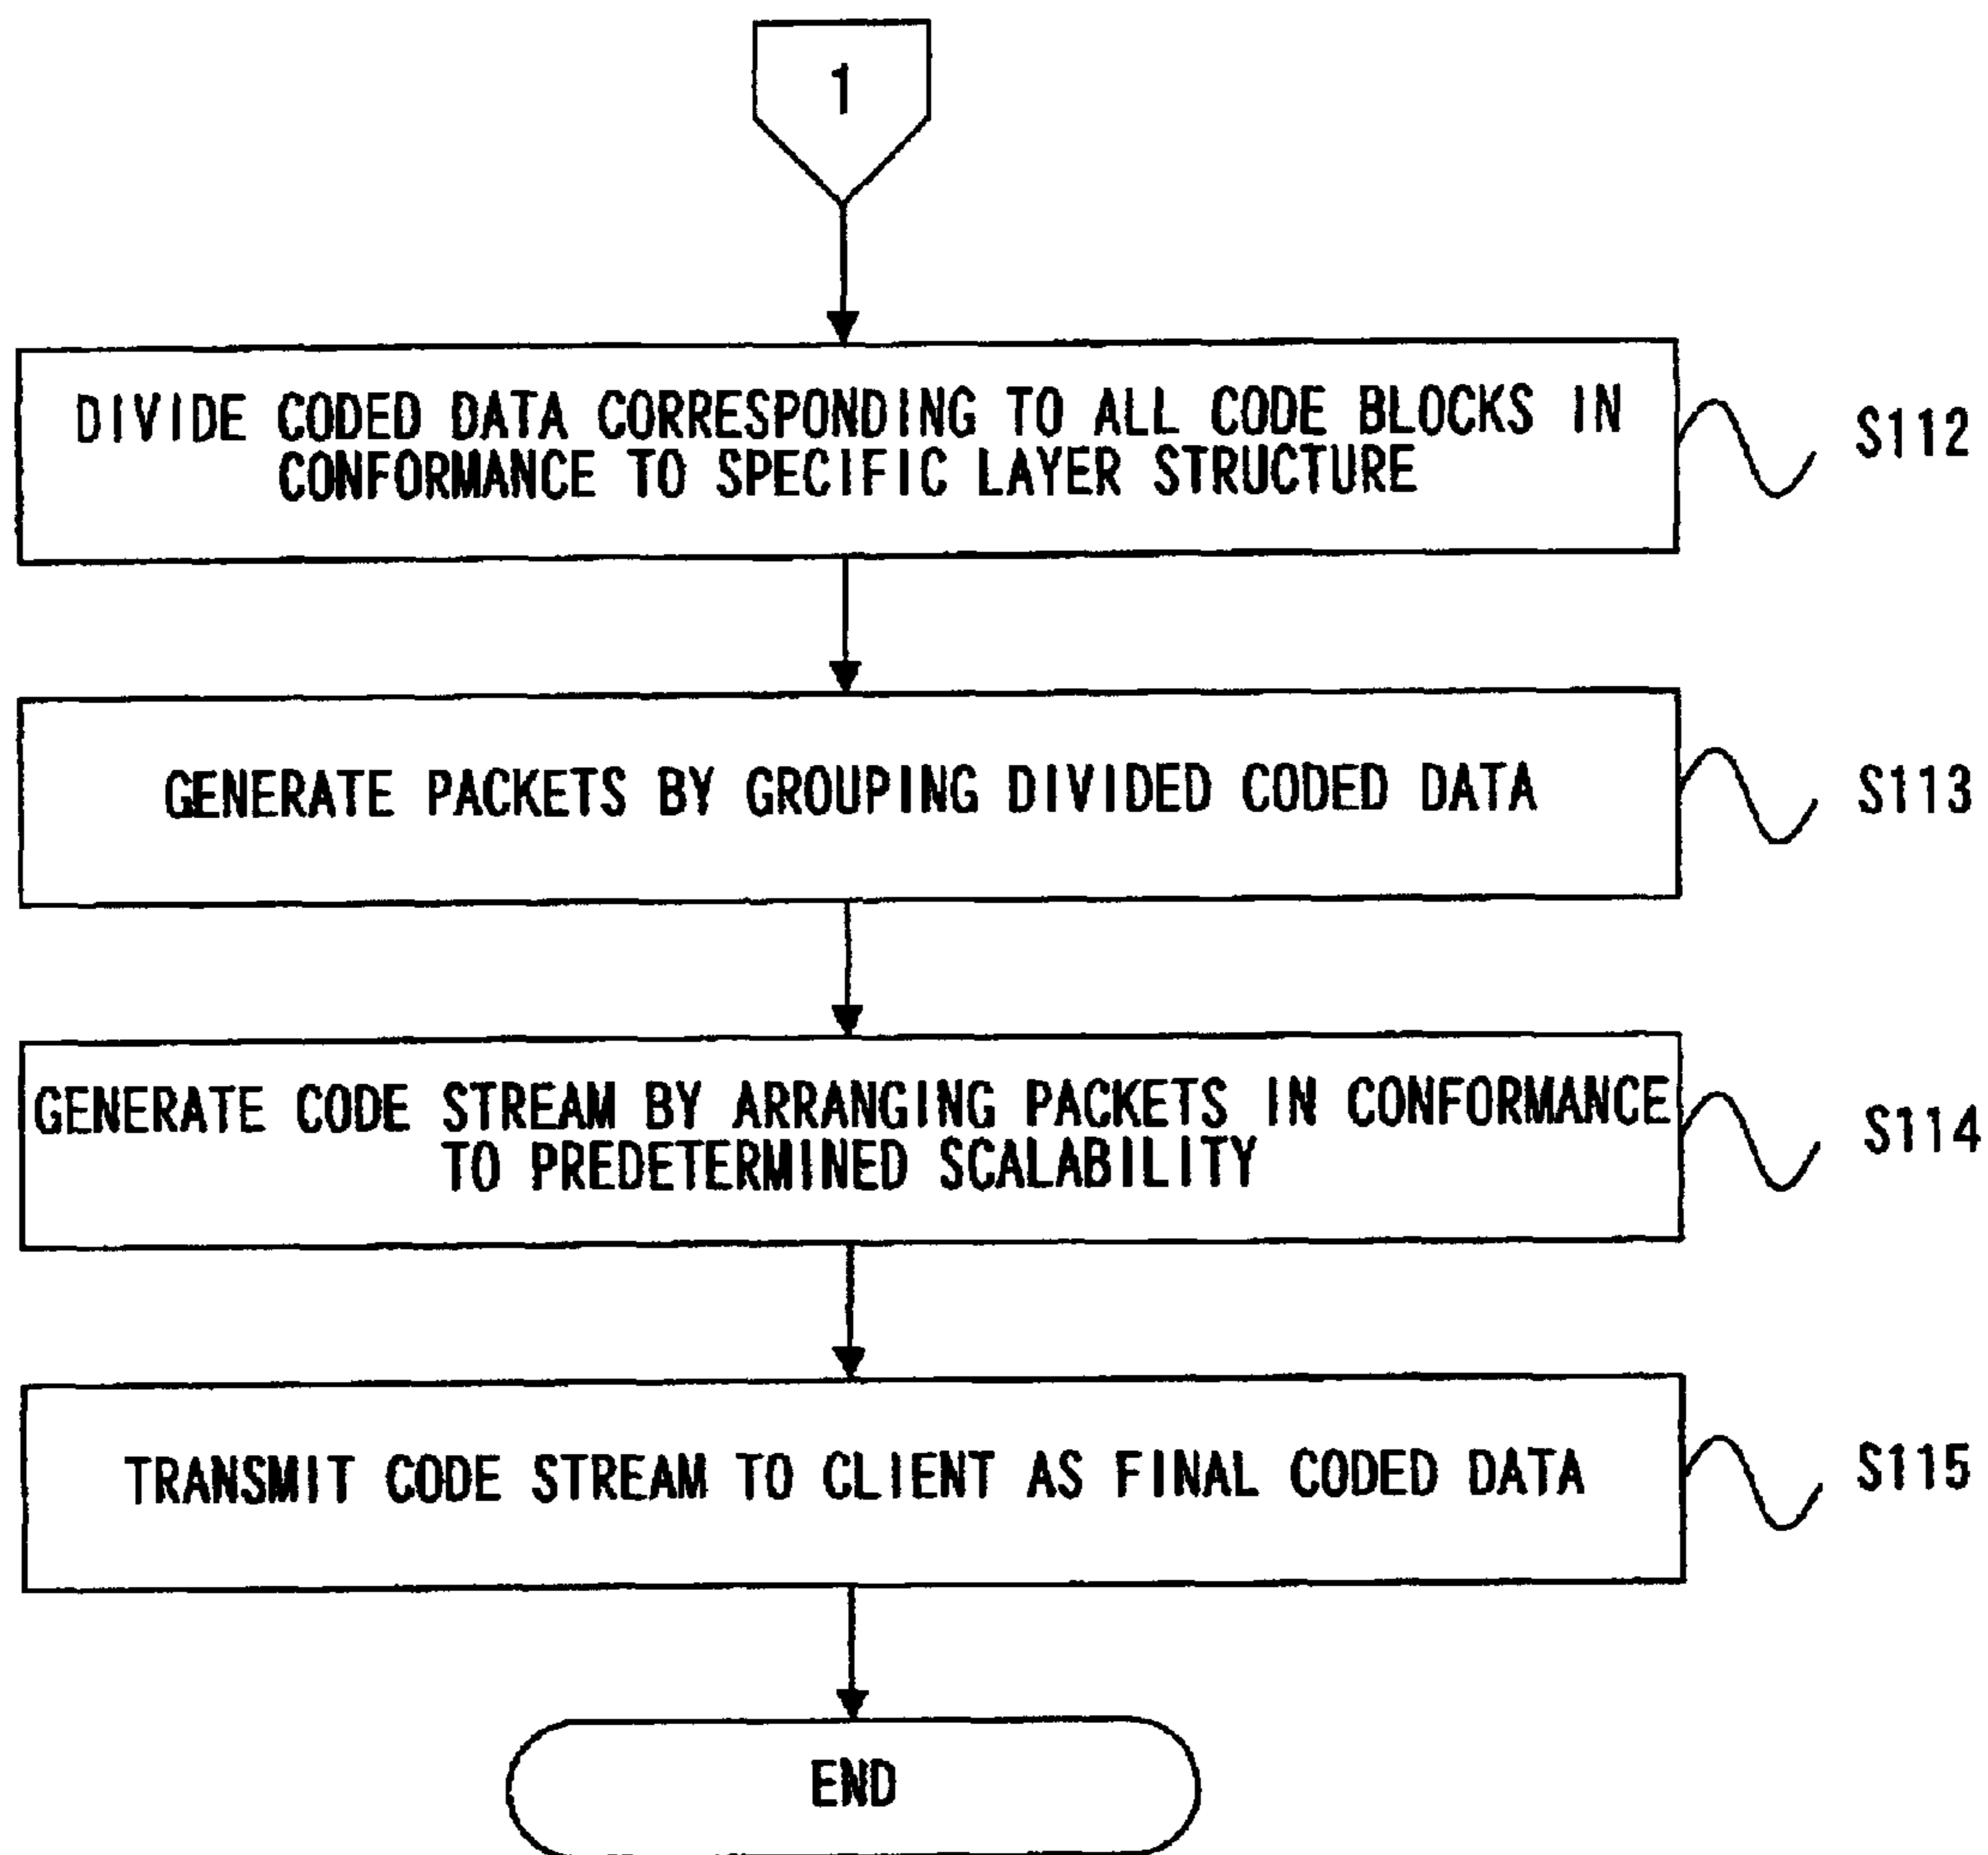 1
DIVIDE CODED DATA CORRESPONDING TO ALL CODE BLOCKS IN
CONFORMANCE TO SPECIFIC LAYER STRUCTURE
S112
GENERATE PACKETS BY GROUPING DIVIDED CODED DATA
S113
GENERATE CODE STREAM BY ARRANGING PACKETS IN CONFORMANCE
TO PREDETERMINED SCALABILITY
S114
TRANSMIT CODE STREAM TO CLIENT AS FINAL CODED DATA
S115
END